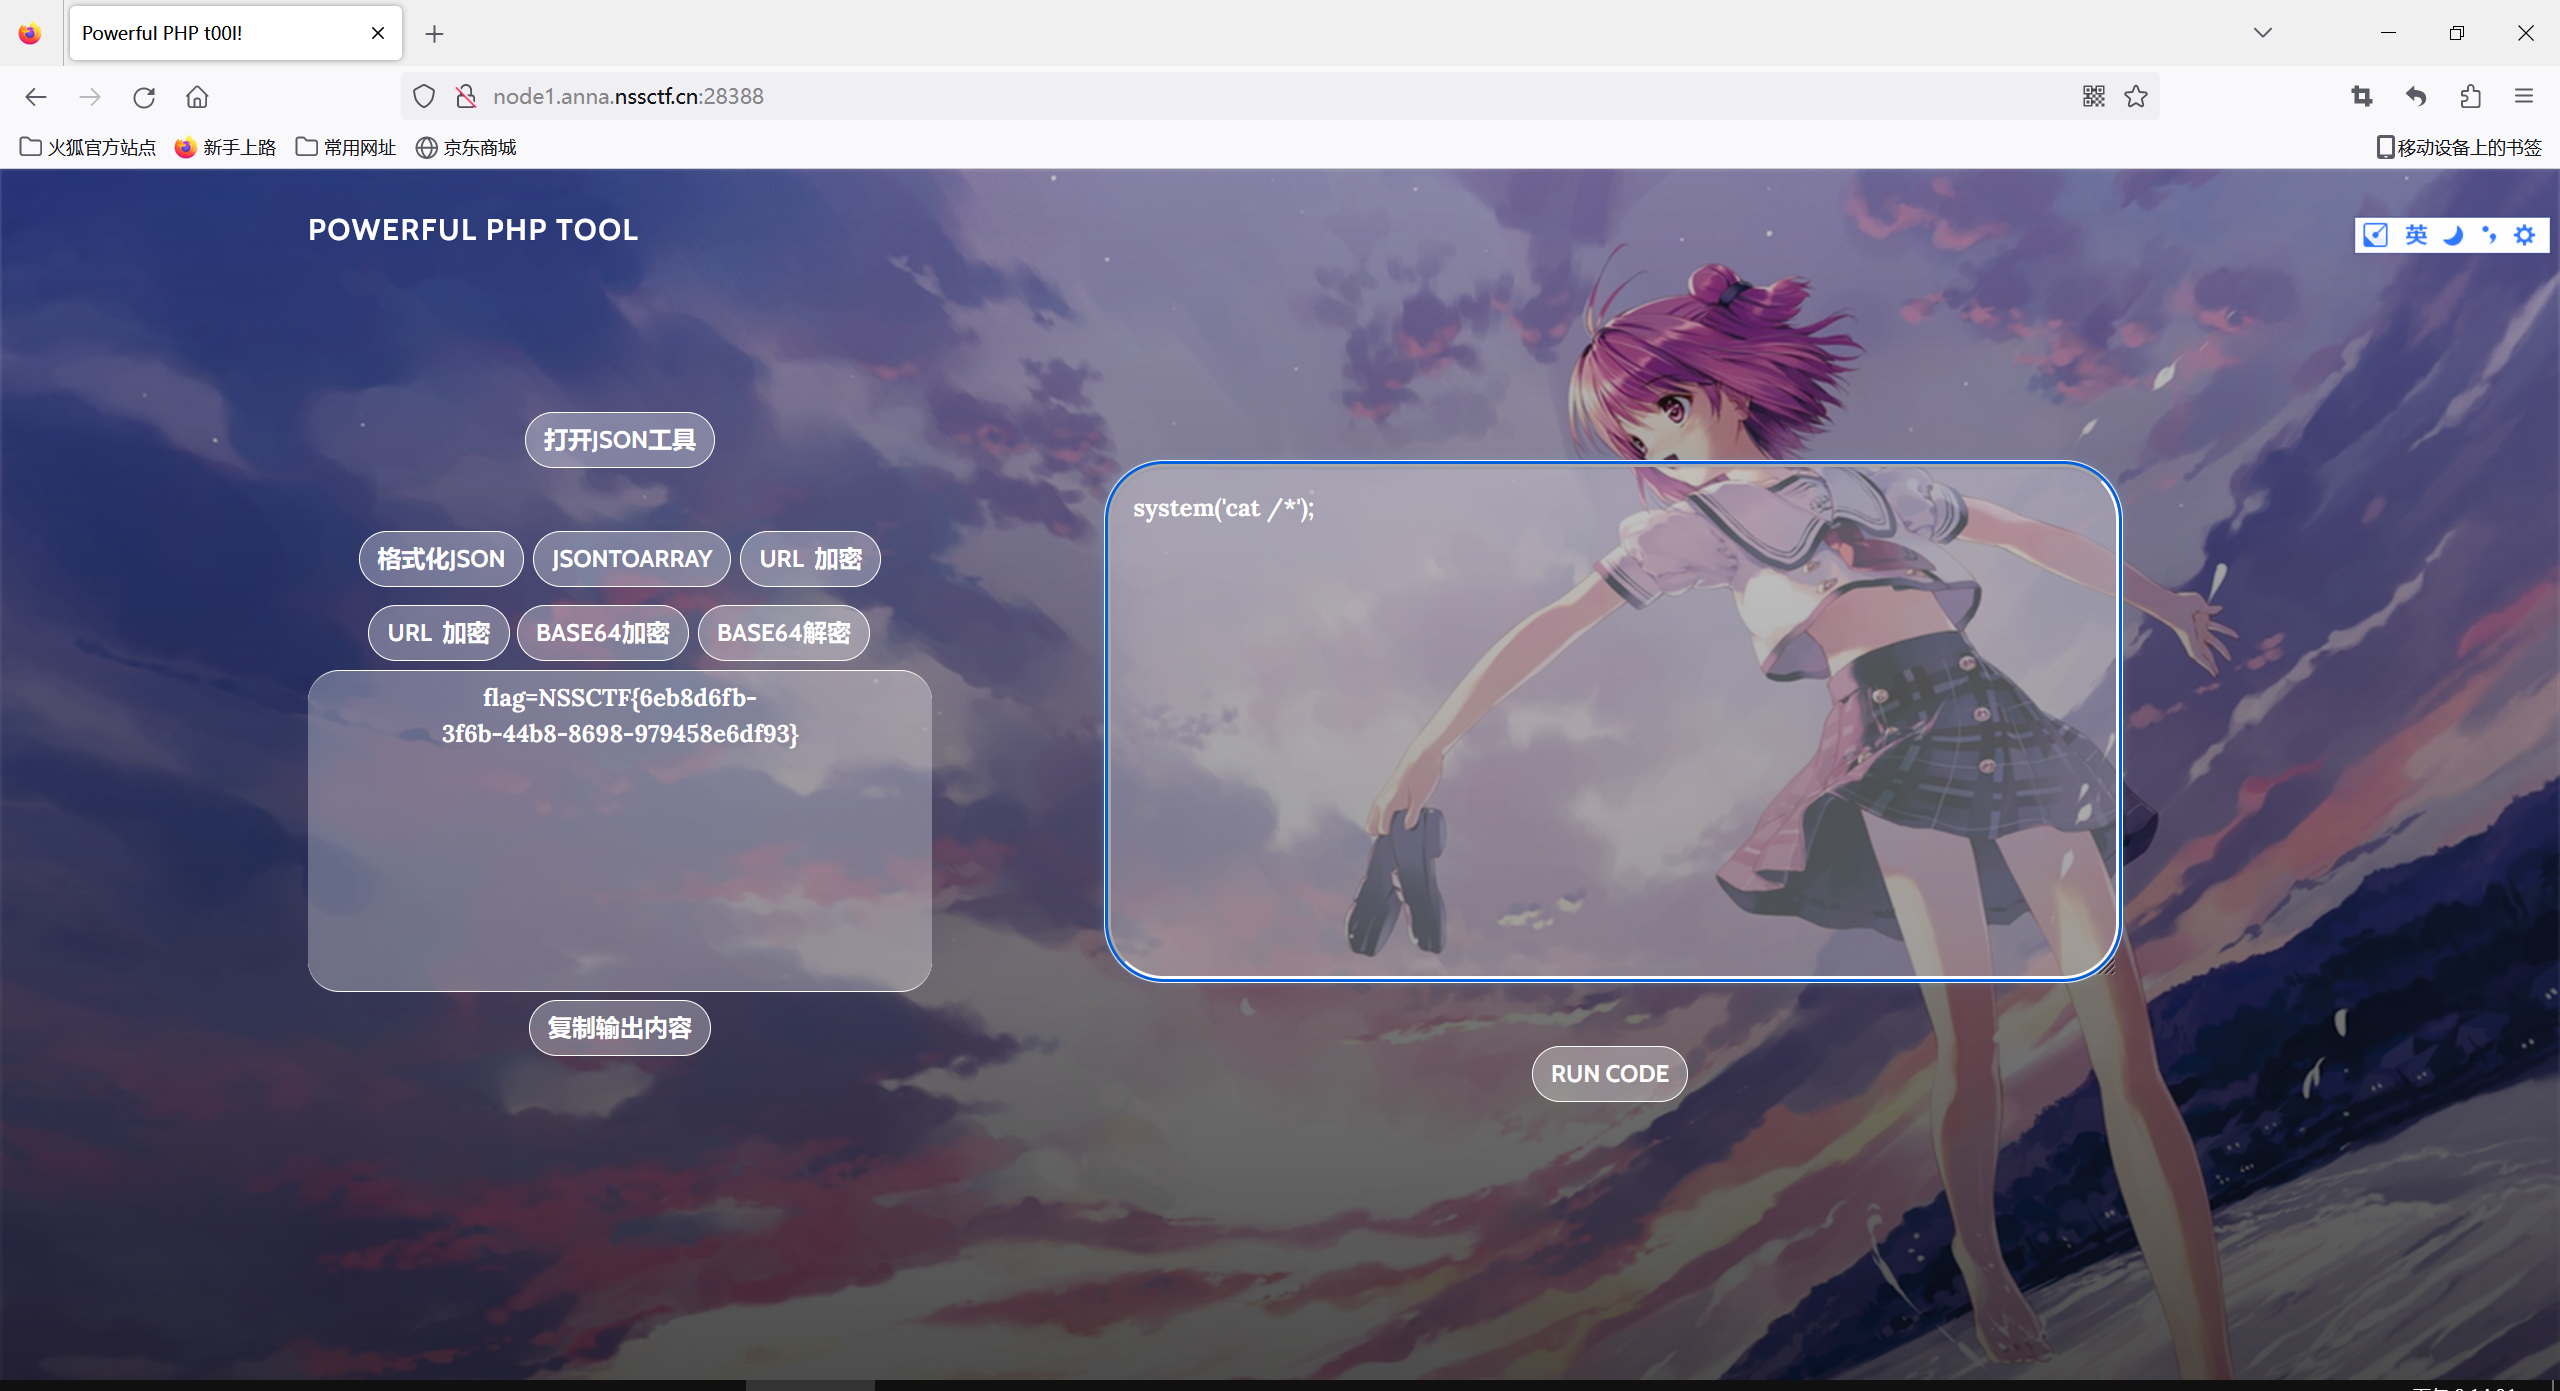 Powerful PHP t00l!
node1.anna.nssctf.cn:28388
火狐官方站点 新手上路 常用网址 京东商城 移动设备上的书签
POWERFUL PHP TOOL
英
打开JSON工具
格式化JSON JSONTOARRAY URL 加密
URL 加密 BASE64加密 BASE64解密
flag=NSSCTF{6eb8d6fb-
3f6b-44b8-8698-979458e6df93}
复制输出内容
system('cat /*');
RUN CODE